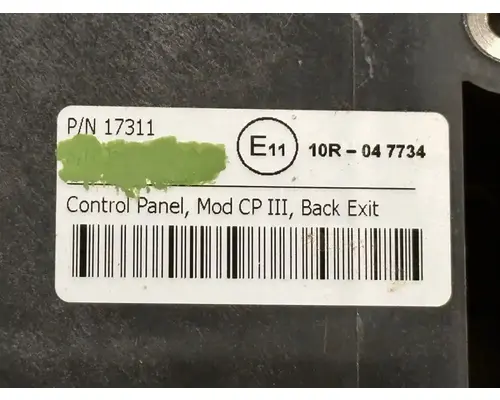 P/N 17311
E11 10R - 04 7734
Control Panel, Mod CP III, Back Exit